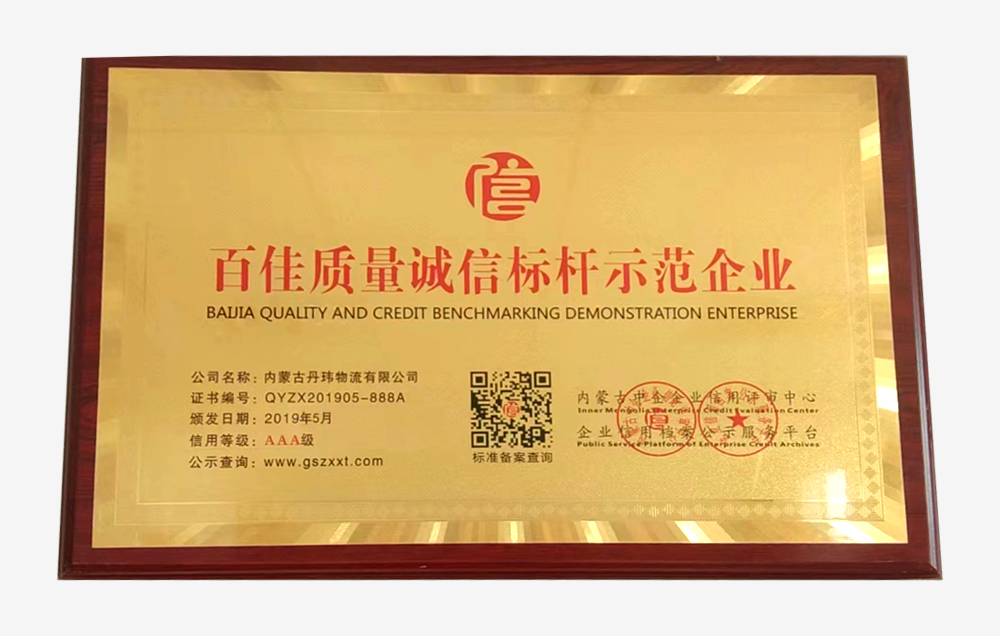 百佳质量诚信标杆示范企业
BAIJIA QUALITY AND CREDIT BENCHMARKING DEMONSTRATION ENTERPRISE
公司名称：内蒙古丹玮物流有限公司
证书编号：QYZX201905-888A
颁发日期：2019年5月
信用等级：AAA级
公示查询：www.gszxxt.com
标准备案查询
内蒙古中企企业信用评审中心
Inner Mongolia Enterprise Credit Evaluation Center
企业信用档案公示服务平台
Public Service Platform of Enterprise Credit Archives